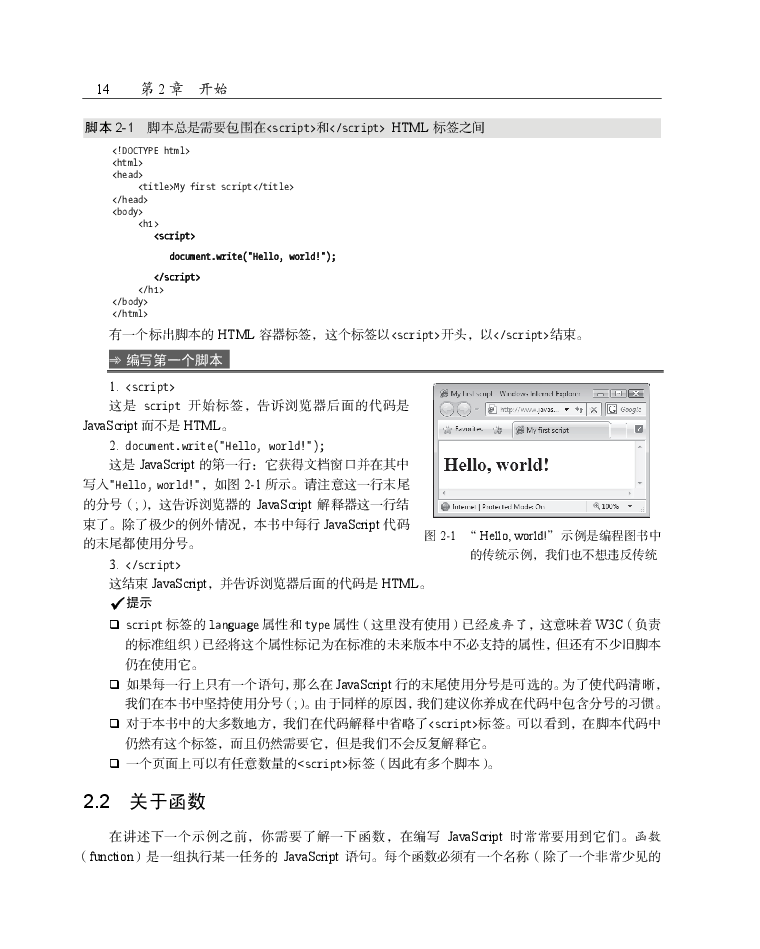 14 第 2 章 开始
脚本 2-1 脚本总是需要包围在<script>和</script> HTML 标签之间
<!DOCTYPE html>
<html>
<head>
<title>My first script</title>
</head>
<body>
<h1>
<script>
document.write("Hello, world!");
</script>
</h1>
</body>
</html>
有一个标出脚本的 HTML 容器标签，这个标签以<script>开头，以</script>结束。
编写第一个脚本
1. <script>
这是 script 开始标签，告诉浏览器后面的代码是
JavaScript 而不是 HTML。
2. document.write("Hello, world!");
这是 JavaScript 的第一行：它获得文档窗口并在其中
写入"Hello, world!"，如图 2-1 所示。请注意这一行末尾
的分号（;），这告诉浏览器的 JavaScript 解释器这一行结
束了。除了极少的例外情况，本书中每行 JavaScript 代码
的末尾都使用分号。
3. </script>
这结束 JavaScript，并告诉浏览器后面的代码是 HTML。
My first script - Windows Internet Explorer
http://www.javas...
Google
Favorites
My first script
Hello, world!
Internet | Protected Mode: On
100%
图 2-1 “Hello, world!”示例是编程图书中
的传统示例，我们也不想违反传统
✓提示
❑ script 标签的 language 属性和 type 属性（这里没有使用）已经废弃了，这意味着 W3C（负责
的标准组织）已经将这个属性标记为在标准的未来版本中不必支持的属性，但还有不少旧脚本
仍在使用它。
❑ 如果每一行上只有一个语句，那么在 JavaScript 行的末尾使用分号是可选的。为了使代码清晰，
我们在本书中坚持使用分号（;）。由于同样的原因，我们建议你养成在代码中包含分号的习惯。
❑ 对于本书中的大多数地方，我们在代码解释中省略了<script>标签。可以看到，在脚本代码中
仍然有这个标签，而且仍然需要它，但是我们不会反复解释它。
❑ 一个页面上可以有任意数量的<script>标签（因此有多个脚本）。
2.2 关于函数
在讲述下一个示例之前，你需要了解一下函数，在编写 JavaScript 时常常要用到它们。函数
（function）是一组执行某一任务的 JavaScript 语句。每个函数必须有一个名称（除了一个非常少见的